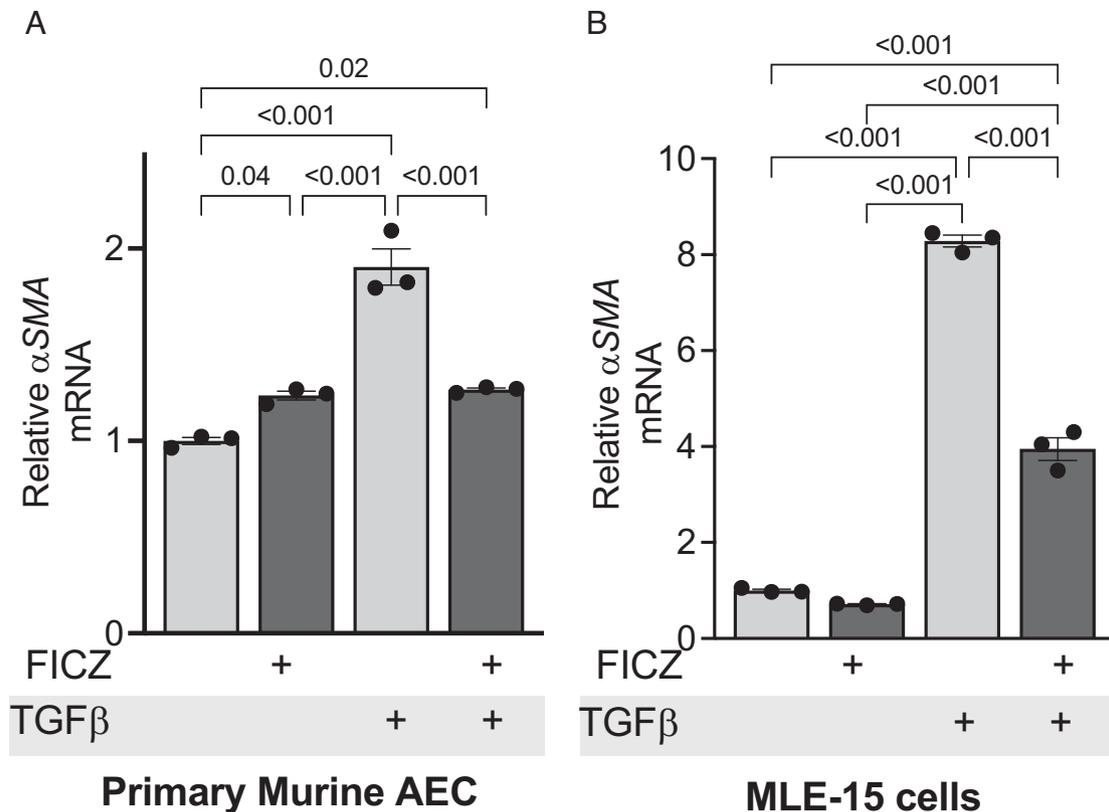 A
0.02
<0.001
0.04 <0.001 <0.001
2
1
0
Relative αSMA
mRNA
FICZ + +
TGFβ + +
Primary Murine AEC
B
<0.001
<0.001
<0.001 <0.001
<0.001
10
8
6
4
2
0
Relative αSMA
mRNA
FICZ + +
TGFβ + +
MLE-15 cells